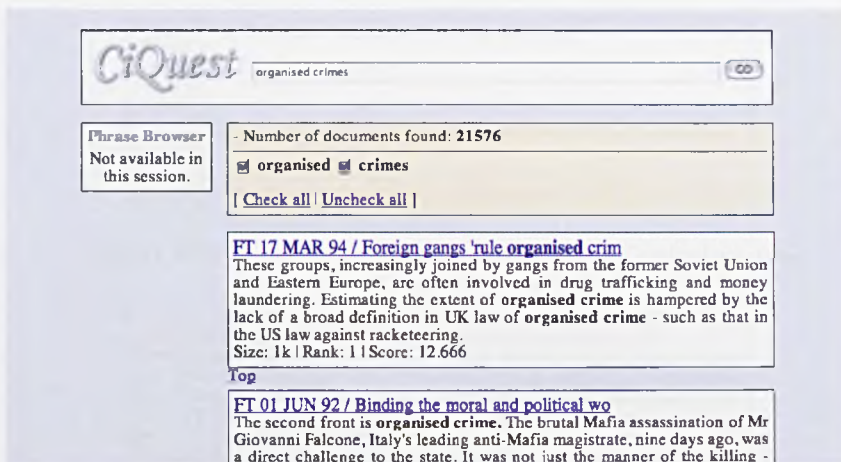 CiQuest
organised crimes
GO
Phrase Browser
Not available in
this session.
- Number of documents found: 21576
organised crimes
[ Check all | Uncheck all ]
FT 17 MAR 94 / Foreign gangs 'rule organised crim
These groups, increasingly joined by gangs from the former Soviet Union
and Eastern Europe, are often involved in drug trafficking and money
laundering. Estimating the extent of organised crime is hampered by the
lack of a broad definition in UK law of organised crime - such as that in
the US law against racketeering.
Size: 1k | Rank: 1 | Score: 12.666
Top
FT 01 JUN 92 / Binding the moral and political wo
The second front is organised crime. The brutal Mafia assassination of Mr
Giovanni Falcone, Italy's leading anti-Mafia magistrate, nine days ago, was
a direct challenge to the state. It was not just the manner of the killing -